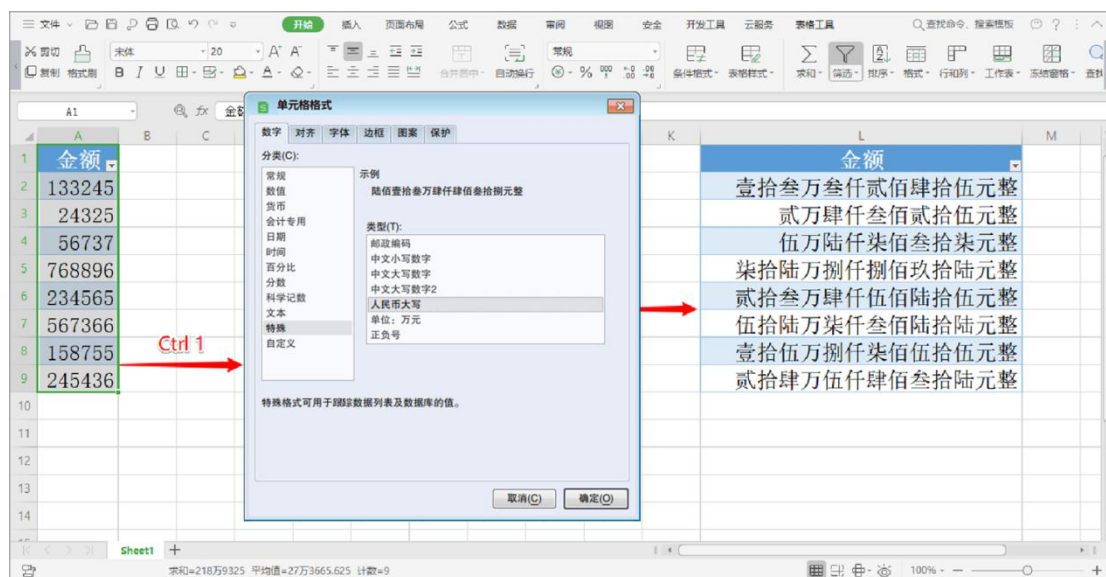 文件 开始 插入 页面布局 公式 数据 审阅 视图 安全 开发工具 云服务 表格工具 查找命令、搜索模板
剪切 宋体 20 常规
复制 格式刷 合并居中 自动换行 条件格式 表格样式 求和 筛选 排序 格式 行和列 工作表 冻结窗格 查找
A1 fx 金额
A B C K L M
1 金额 金额
2 133245 壹拾叁万叁仟贰佰肆拾伍元整
3 24325 贰万肆仟叁佰贰拾伍元整
4 56737 伍万陆仟柒佰叁拾柒元整
5 768896 柒拾陆万捌仟捌佰玖拾陆元整
6 234565 贰拾叁万肆仟伍佰陆拾伍元整
7 567366 伍拾陆万柒仟叁佰陆拾陆元整
8 158755 壹拾伍万捌仟柒佰伍拾伍元整
9 245436 贰拾肆万伍仟肆佰叁拾陆元整
10
11
12
13
14
Ctrl 1
单元格格式
数字 对齐 字体 边框 图案 保护
分类(C):
常规
数值
货币
会计专用
日期
时间
百分比
分数
科学记数
文本
特殊
自定义
示例
陆佰壹拾叁万肆仟肆佰叁拾捌元整
类型(T):
邮政编码
中文小写数字
中文大写数字
中文大写数字2
人民币大写
单位：万元
正负号
特殊格式可用于跟踪数据列表及数据库的值。
取消(C) 确定(O)
Sheet1
求和=218万9325 平均值=27万3665.625 计数=9 100%